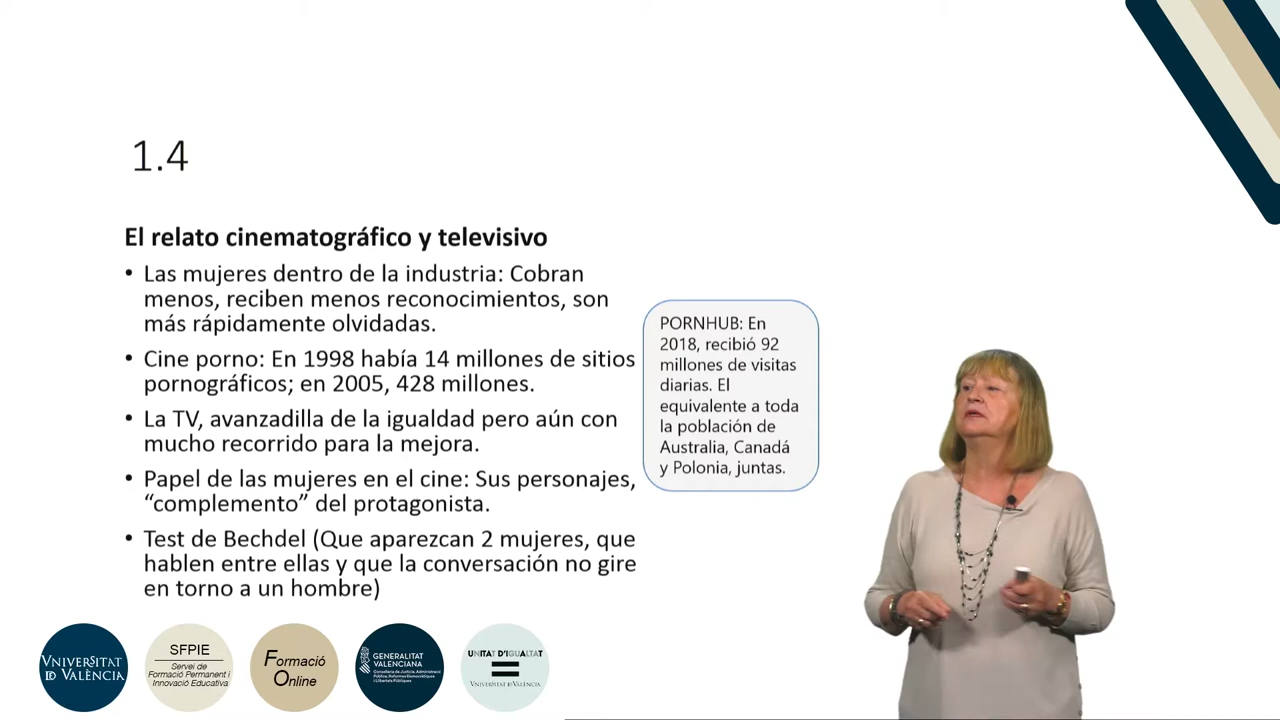 1.4
El relato cinematográfico y televisivo
• Las mujeres dentro de la industria: Cobran
menos, reciben menos reconocimientos, son
más rápidamente olvidadas.
• Cine porno: En 1998 había 14 millones de sitios
pornográficos; en 2005, 428 millones.
• La TV, avanzadilla de la igualdad pero aún con
mucho recorrido para la mejora.
• Papel de las mujeres en el cine: Sus personajes,
“complemento” del protagonista.
• Test de Bechdel (Que aparezcan 2 mujeres, que
hablen entre ellas y que la conversación no gire
en torno a un hombre)
PORNHUB: En
2018, recibió 92
millones de visitas
diarias. El
equivalente a toda
la población de
Australia, Canadá
y Polonia, juntas.
VNIVERSITAT
ID VALÈNCIA
SFPIE
Servei de
Formació Permanent i
Innovació Educativa
Formació
Online
GENERALITAT
VALENCIANA
Conselleria de Justícia, Administració
Pública, Reformes Democràtiques
i Llibertats Públiques
UNITAT D'IGUALTAT
VNIVERSITAT ID VALÈNCIA